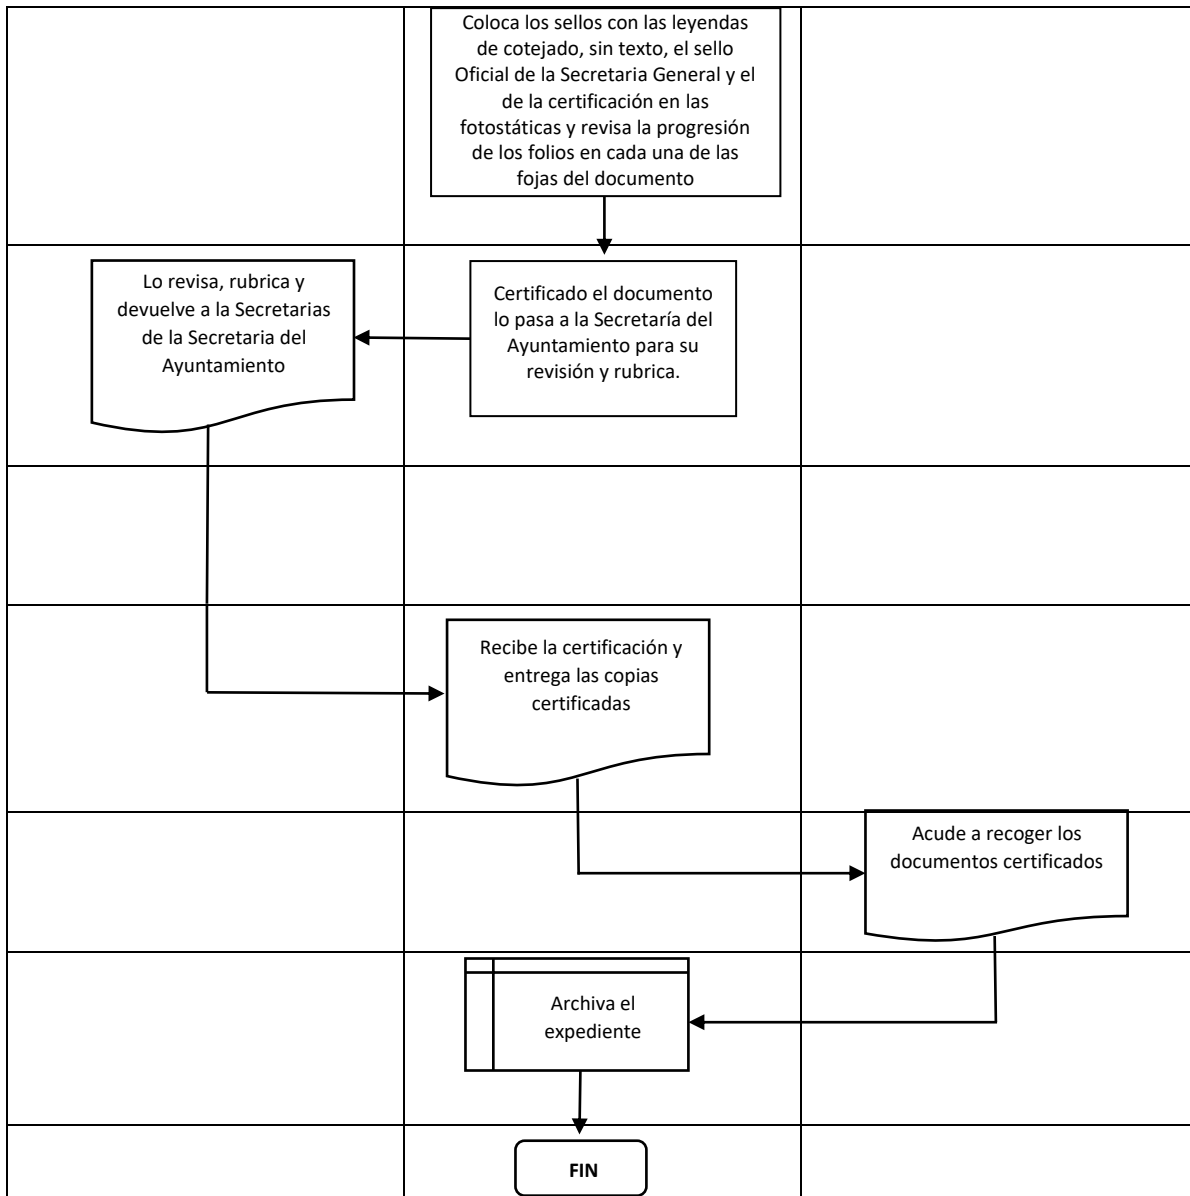 Coloca los sellos con las leyendas
de cotejado, sin texto, el sello
Oficial de la Secretaria General y el
de la certificación en las
fotostáticas y revisa la progresión
de los folios en cada una de las
fojas del documento
Lo revisa, rubrica y
devuelve a la Secretarias
de la Secretaria del
Ayuntamiento
Certificado el documento
lo pasa a la Secretaría del
Ayuntamiento para su
revisión y rubrica.
Recibe la certificación y
entrega las copias
certificadas
Acude a recoger los
documentos certificados
Archiva el
expediente
FIN